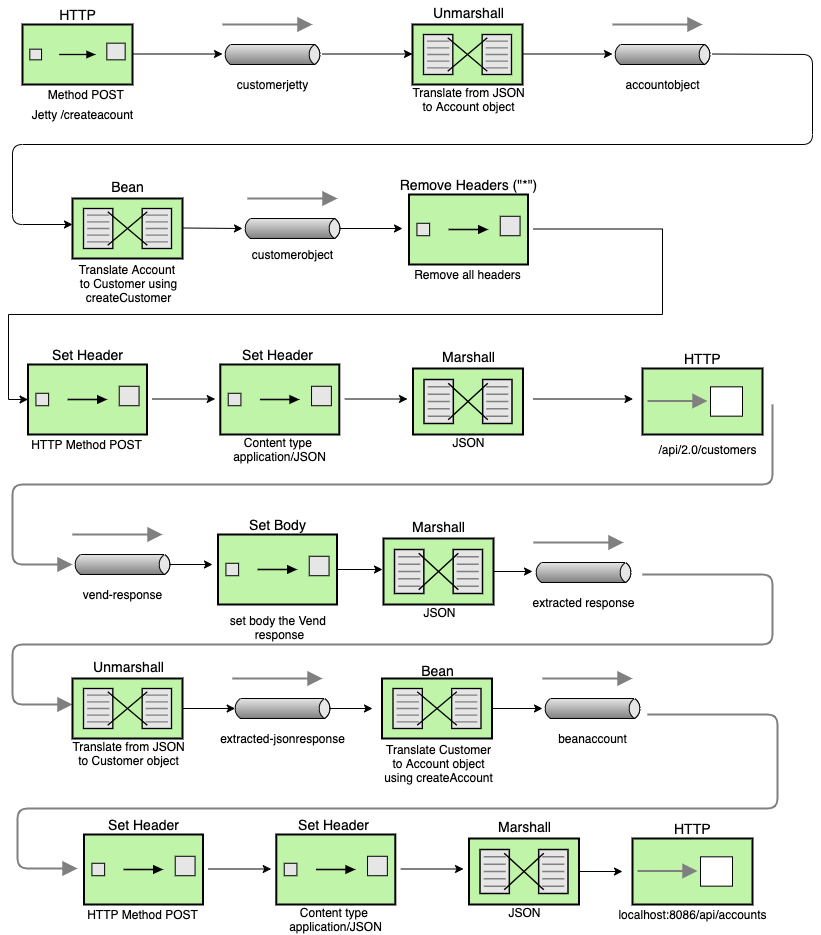 HTTP
Unmarshall
Method POST
Jetty /createacount
customerjetty
Translate from JSON
to Account object
accountobject
Bean
Remove Headers ("*")
Translate Account
to Customer using
createCustomer
customerobject
Remove all headers
Set Header
Set Header
Marshall
HTTP
HTTP Method POST
Content type
application/JSON
JSON
/api/2.0/customers
Set Body
Marshall
vend-response
set body the Vend
response
JSON
extracted response
Unmarshall
Bean
Translate from JSON
to Customer object
extracted-jsonresponse
Translate Customer
to Account object
using createAccount
beanaccount
Set Header
Set Header
Marshall
HTTP
HTTP Method POST
Content type
application/JSON
JSON
localhost:8086/api/accounts